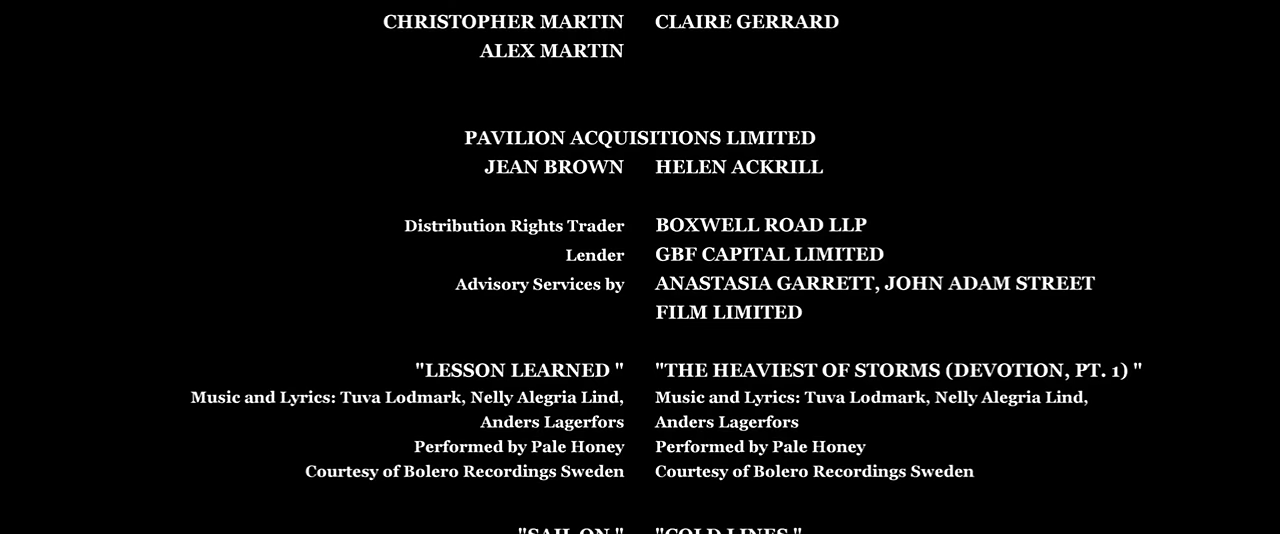 CHRISTOPHER MARTIN CLAIRE GERRARD
ALEX MARTIN
PAVILION ACQUISITIONS LIMITED
JEAN BROWN HELEN ACKRILL
Distribution Rights Trader BOXWELL ROAD LLP
Lender GBF CAPITAL LIMITED
Advisory Services by ANASTASIA GARRETT, JOHN ADAM STREET
FILM LIMITED
"LESSON LEARNED " "THE HEAVIEST OF STORMS (DEVOTION, PT. 1) "
Music and Lyrics: Tuva Lodmark, Nelly Alegria Lind, Music and Lyrics: Tuva Lodmark, Nelly Alegria Lind,
Anders Lagerfors Anders Lagerfors
Performed by Pale Honey Performed by Pale Honey
Courtesy of Bolero Recordings Sweden Courtesy of Bolero Recordings Sweden
"SAIL ON " "COLD LINES "